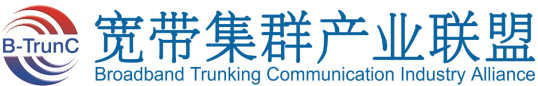 B-TrunC
宽带集群产业联盟
Broadband Trunking Communication Industry Alliance